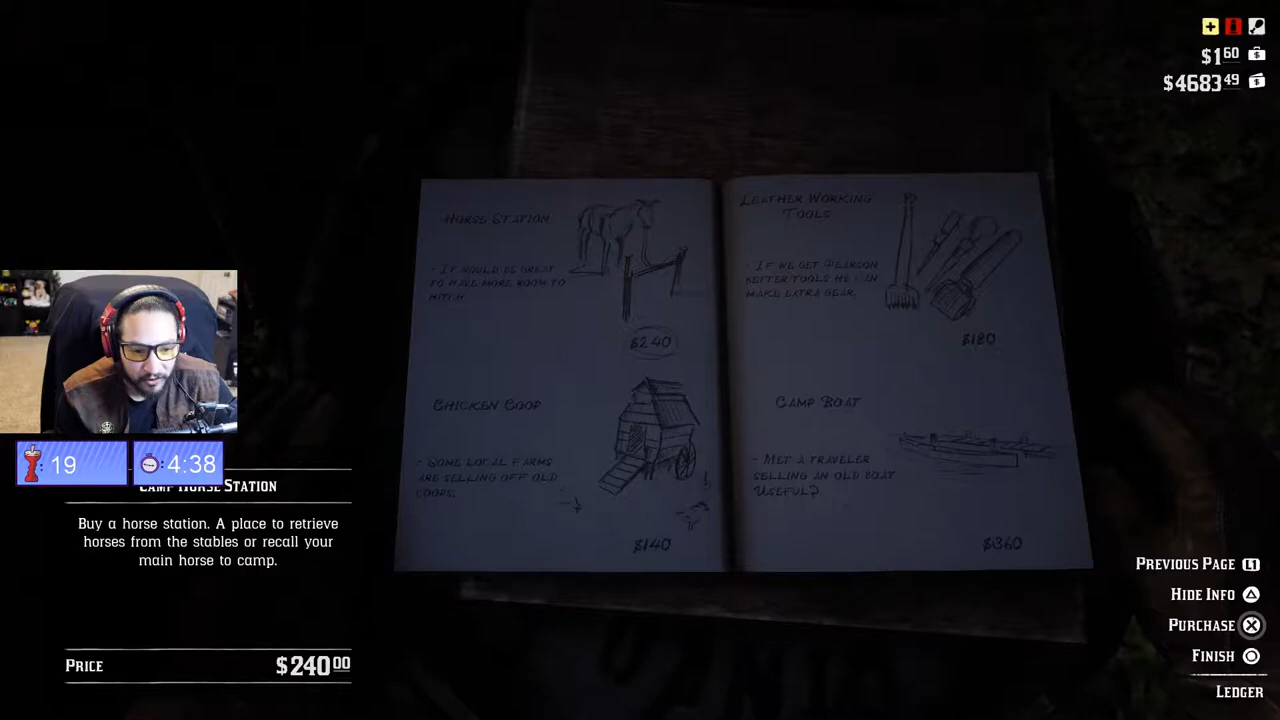 $1 60
$4683 49
Horse Station
- It would be great
to have more room to
hitch
$240
Chicken Coop
- Some local farms
are selling off old
coops.
$140
Leather Working
Tools
- If we get Pearson
better tools he can
make extra gear.
$180
Camp Boat
- Met a traveler
selling an old boat
Useful?
$360
: 19
: 4:38
Camp Horse Station
Buy a horse station. A place to retrieve
horses from the stables or recall your
main horse to camp.
Price $240 00
Previous Page L1
Hide Info
Purchase
Finish
Ledger